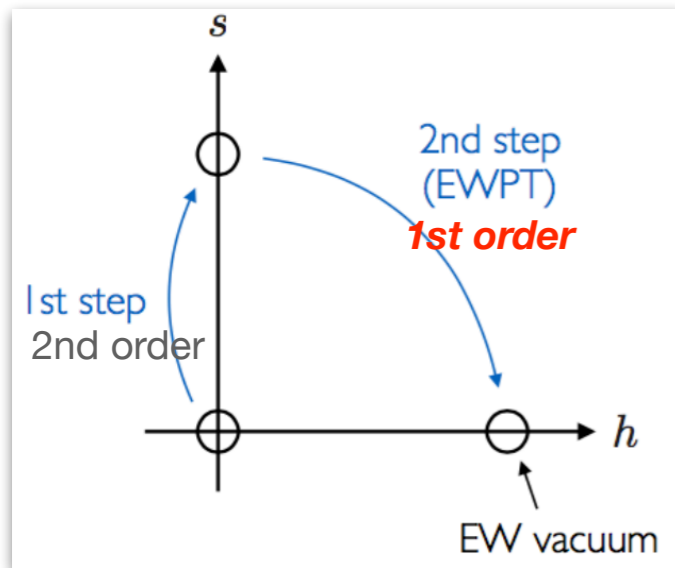 s
2nd step
(EWPT)
1st order
1st step
2nd order
h
EW vacuum